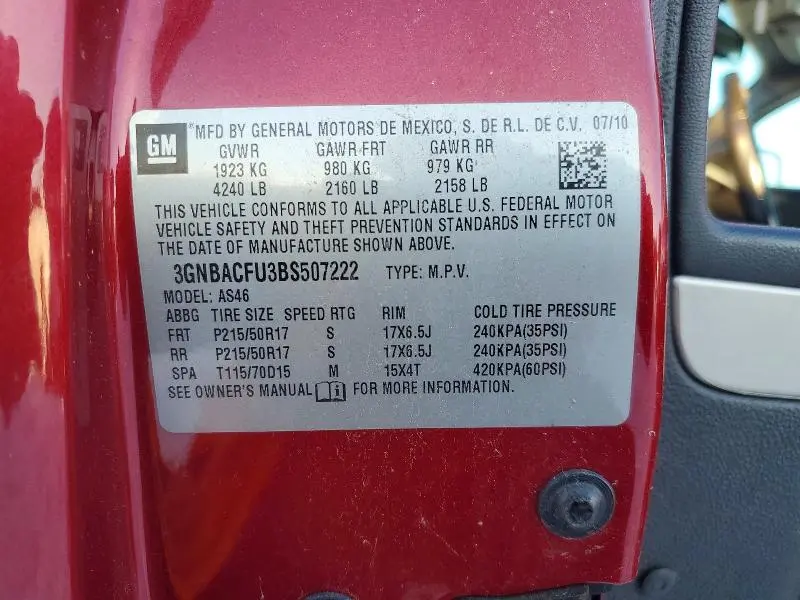 GM
*MFD BY GENERAL MOTORS DE MEXICO, S. DE R.L. DE C.V. 07/10
GVWR GAWR FRT GAWR RR
1923 KG 980 KG 979 KG
4240 LB 2160 LB 2158 LB
THIS VEHICLE CONFORMS TO ALL APPLICABLE U.S. FEDERAL MOTOR
VEHICLE SAFETY AND THEFT PREVENTION STANDARDS IN EFFECT ON
THE DATE OF MANUFACTURE SHOWN ABOVE.
3GNBACFU3BS507222 TYPE: M.P.V.
MODEL: AS46
ABBG TIRE SIZE SPEED RTG RIM COLD TIRE PRESSURE
FRT P215/50R17 S 17X6.5J 240KPA(35PSI)
RR P215/50R17 S 17X6.5J 240KPA(35PSI)
SPA T115/70D15 M 15X4T 420KPA(60PSI)
SEE OWNER'S MANUAL FOR MORE INFORMATION.